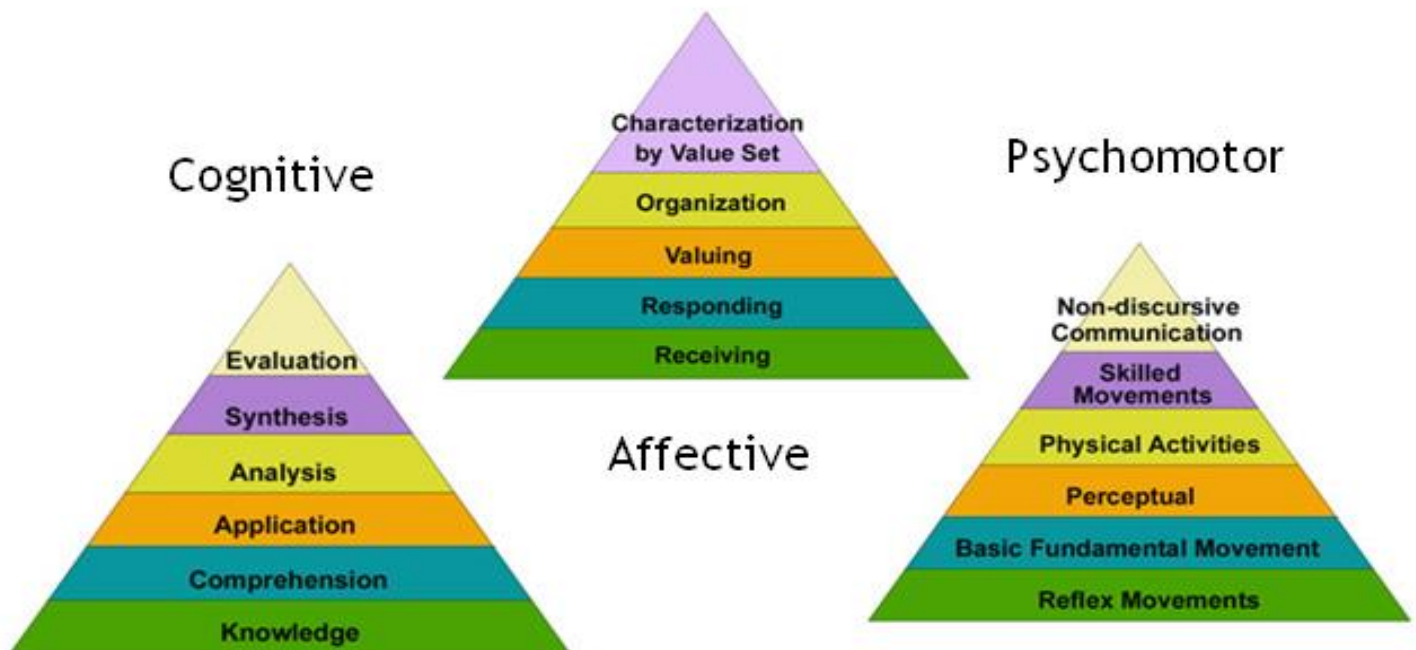 Cognitive
Evaluation
Synthesis
Analysis
Application
Comprehension
Knowledge
Characterization
by Value Set
Organization
Valuing
Responding
Receiving
Affective
Psychomotor
Non-discursive
Communication
Skilled
Movements
Physical Activities
Perceptual
Basic Fundamental Movement
Reflex Movements